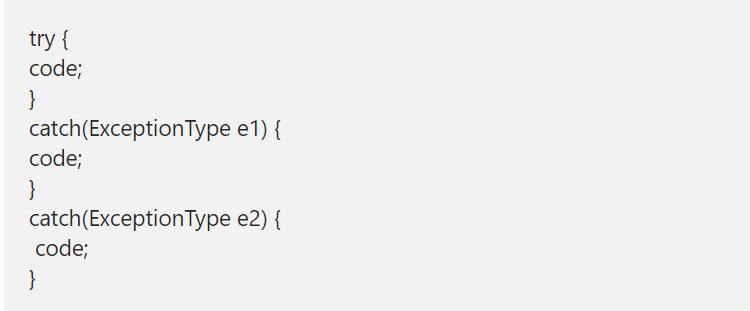 try {
code;
}
catch(ExceptionType e1) {
code;
}
catch(ExceptionType e2) {
code;
}